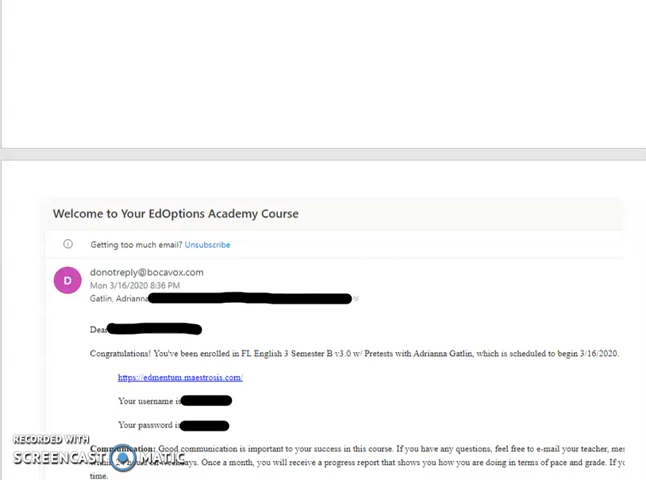 Welcome to Your EdOptions Academy Course
Getting too much email? Unsubscribe
D
donotreply@bocavox.com
Mon 3/16/2020 8:36 PM
Gatlin, Adrianna
Dear
Congratulations! You've been enrolled in FL English 3 Semester B v3.0 w/ Pretests with Adrianna Gatlin, which is scheduled to begin 3/16/2020.
https://edmentum.maestrosis.com/
Your username is
Your password is
RECORDED WITH
Communication: Good communication is important to your success in this course. If you have any questions, feel free to e-mail your teacher,
SCREENCAST MATIC
weekdays. Once a month, you will receive a progress report that shows you how you are doing in terms of pace and grade. If
time.